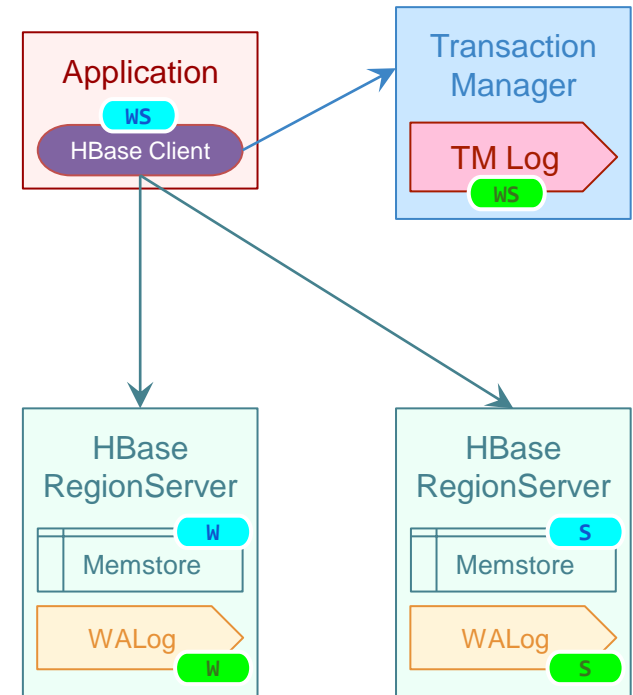 Application
WS
HBase Client
Transaction
Manager
TM Log
WS
HBase
RegionServer
W
Memstore
WALog
W
HBase
RegionServer
S
Memstore
WALog
S